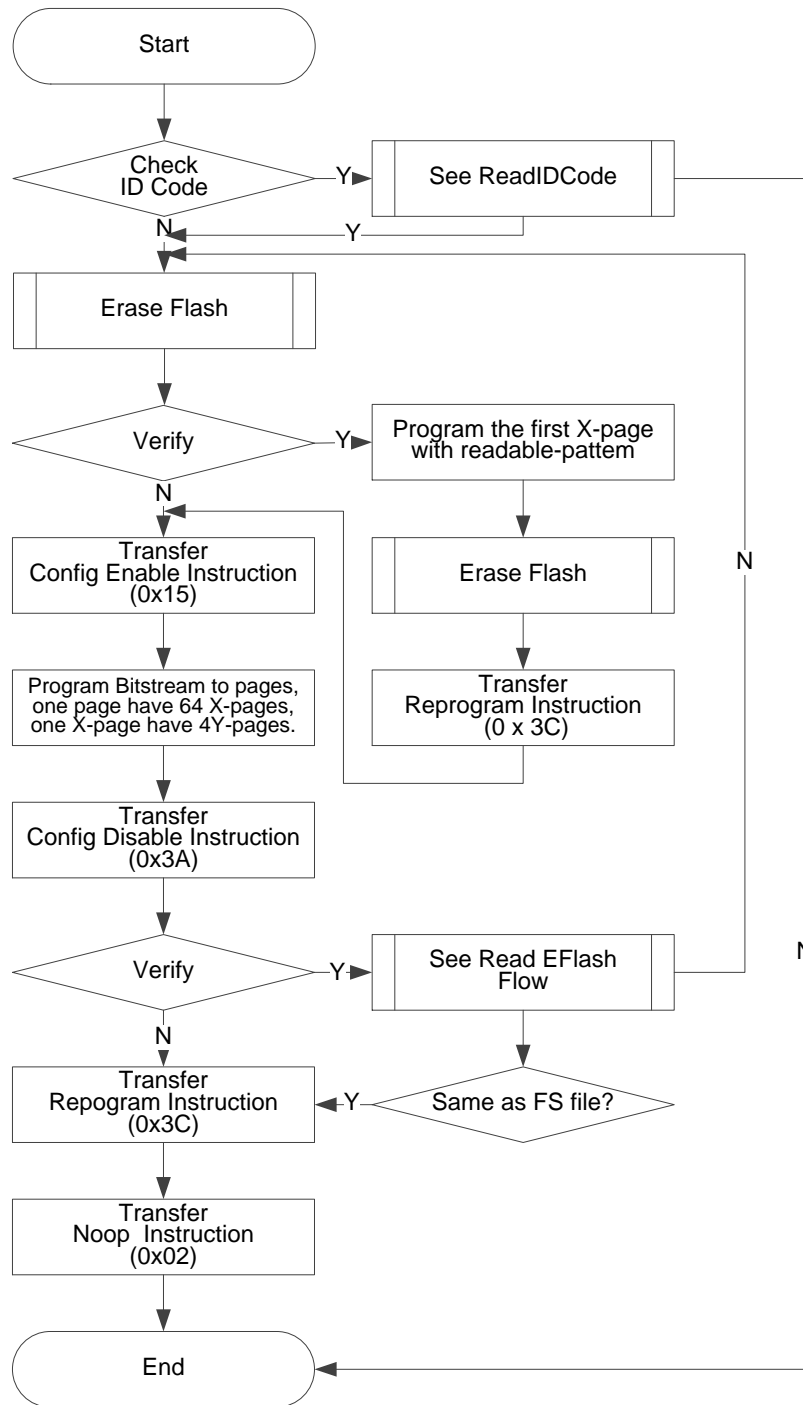 Start
Check
ID Code
Y
See ReadIDCode
N
Y
Erase Flash
Verify
Y
Program the first X-page
with readable-pattem
N
Transfer
Config Enable Instruction
(0x15)
Erase Flash
N
Program Bitstream to pages,
one page have 64 X-pages,
one X-page have 4Y-pages.
Transfer
Reprogram Instruction
(0 x 3C)
Transfer
Config Disable Instruction
(0x3A)
Verify
Y
See Read EFlash
Flow
N
N
Transfer
Repogram Instruction
(0x3C)
Y
Same as FS file?
Transfer
Noop Instruction
(0x02)
End